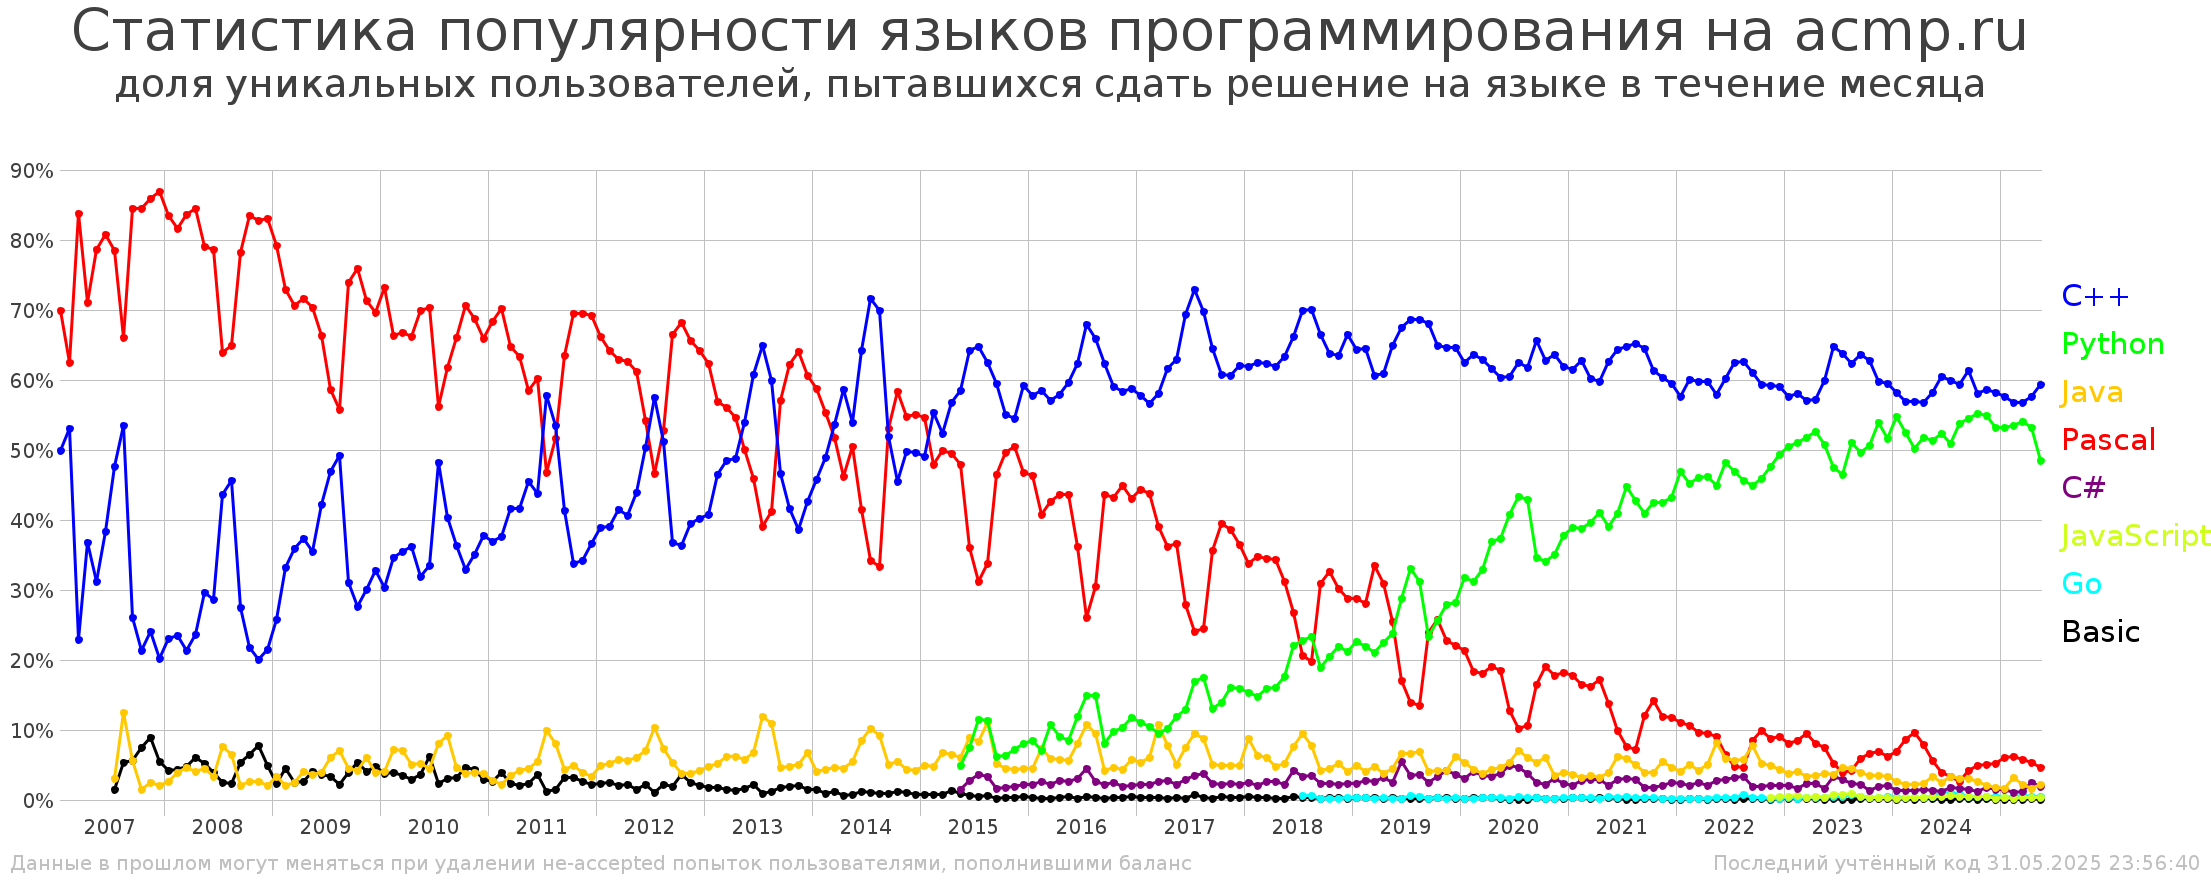 Статистика популярности языков программирования на acmp.ru
доля уникальных пользователей, пытавшихся сдать решение на языке в течение месяца
90%
80%
70%
60%
50%
40%
30%
20%
10%
0%
C++
Python
Java
Pascal
C#
JavaScript
Go
Basic
2007 2008 2009 2010 2011 2012 2013 2014 2015 2016 2017 2018 2019 2020 2021 2022 2023 2024
Данные в прошлом могут меняться при удалении не-accepted попыток пользователями, пополнившими баланс
Последний учтённый код 31.05.2025 23:56:40